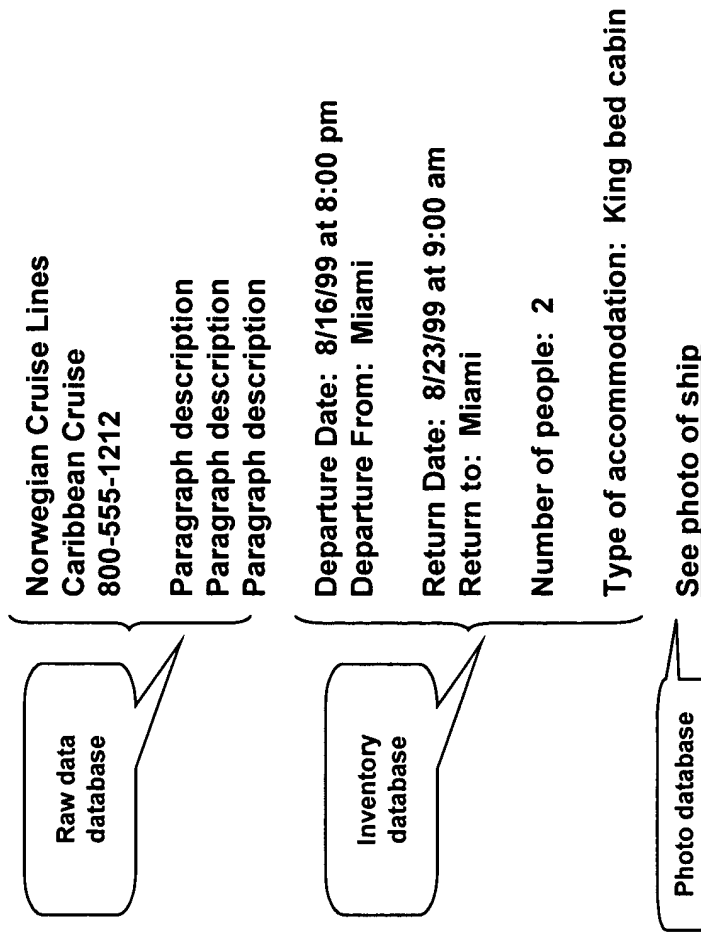 Raw data
database
Norwegian Cruise Lines
Caribbean Cruise
800-555-1212
Paragraph description
Paragraph description
Paragraph description
Inventory
database
Departure Date: 8/16/99 at 8:00 pm
Departure From: Miami
Return Date: 8/23/99 at 9:00 am
Return to: Miami
Number of people: 2
Type of accommodation: King bed cabin
Photo database
See photo of ship